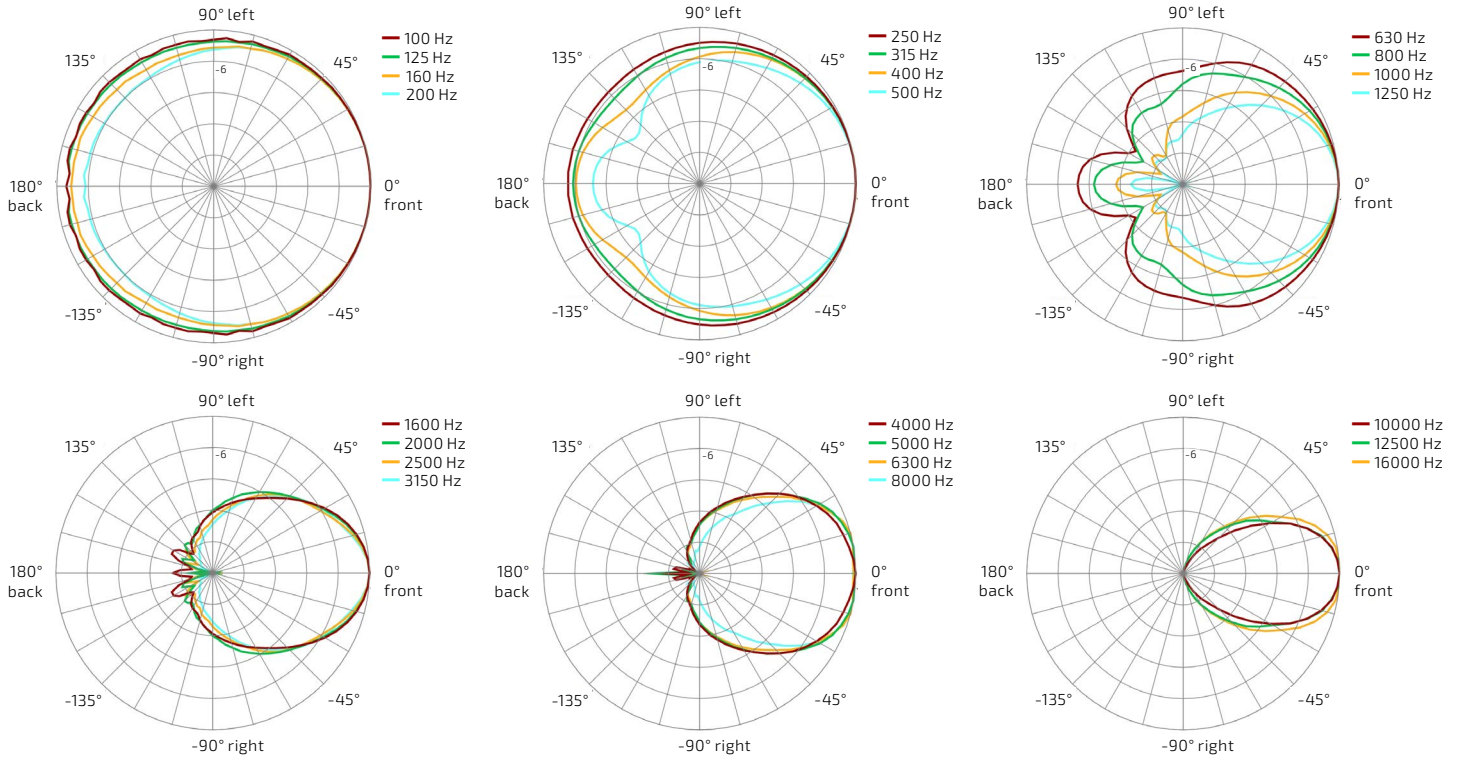 90° left
135°
45°
-6
180°
back
0°
front
-135°
-45°
-90° right
100 Hz
125 Hz
160 Hz
200 Hz
90° left
135°
45°
-6
180°
back
0°
front
-135°
-45°
-90° right
250 Hz
315 Hz
400 Hz
500 Hz
90° left
135°
45°
-6
180°
back
0°
front
-135°
-45°
-90° right
630 Hz
800 Hz
1000 Hz
1250 Hz
90° left
135°
45°
-6
180°
back
0°
front
-135°
-45°
-90° right
1600 Hz
2000 Hz
2500 Hz
3150 Hz
90° left
135°
45°
-6
180°
back
0°
front
-135°
-45°
-90° right
4000 Hz
5000 Hz
6300 Hz
8000 Hz
90° left
135°
45°
-6
180°
back
0°
front
-135°
-45°
-90° right
10000 Hz
12500 Hz
16000 Hz